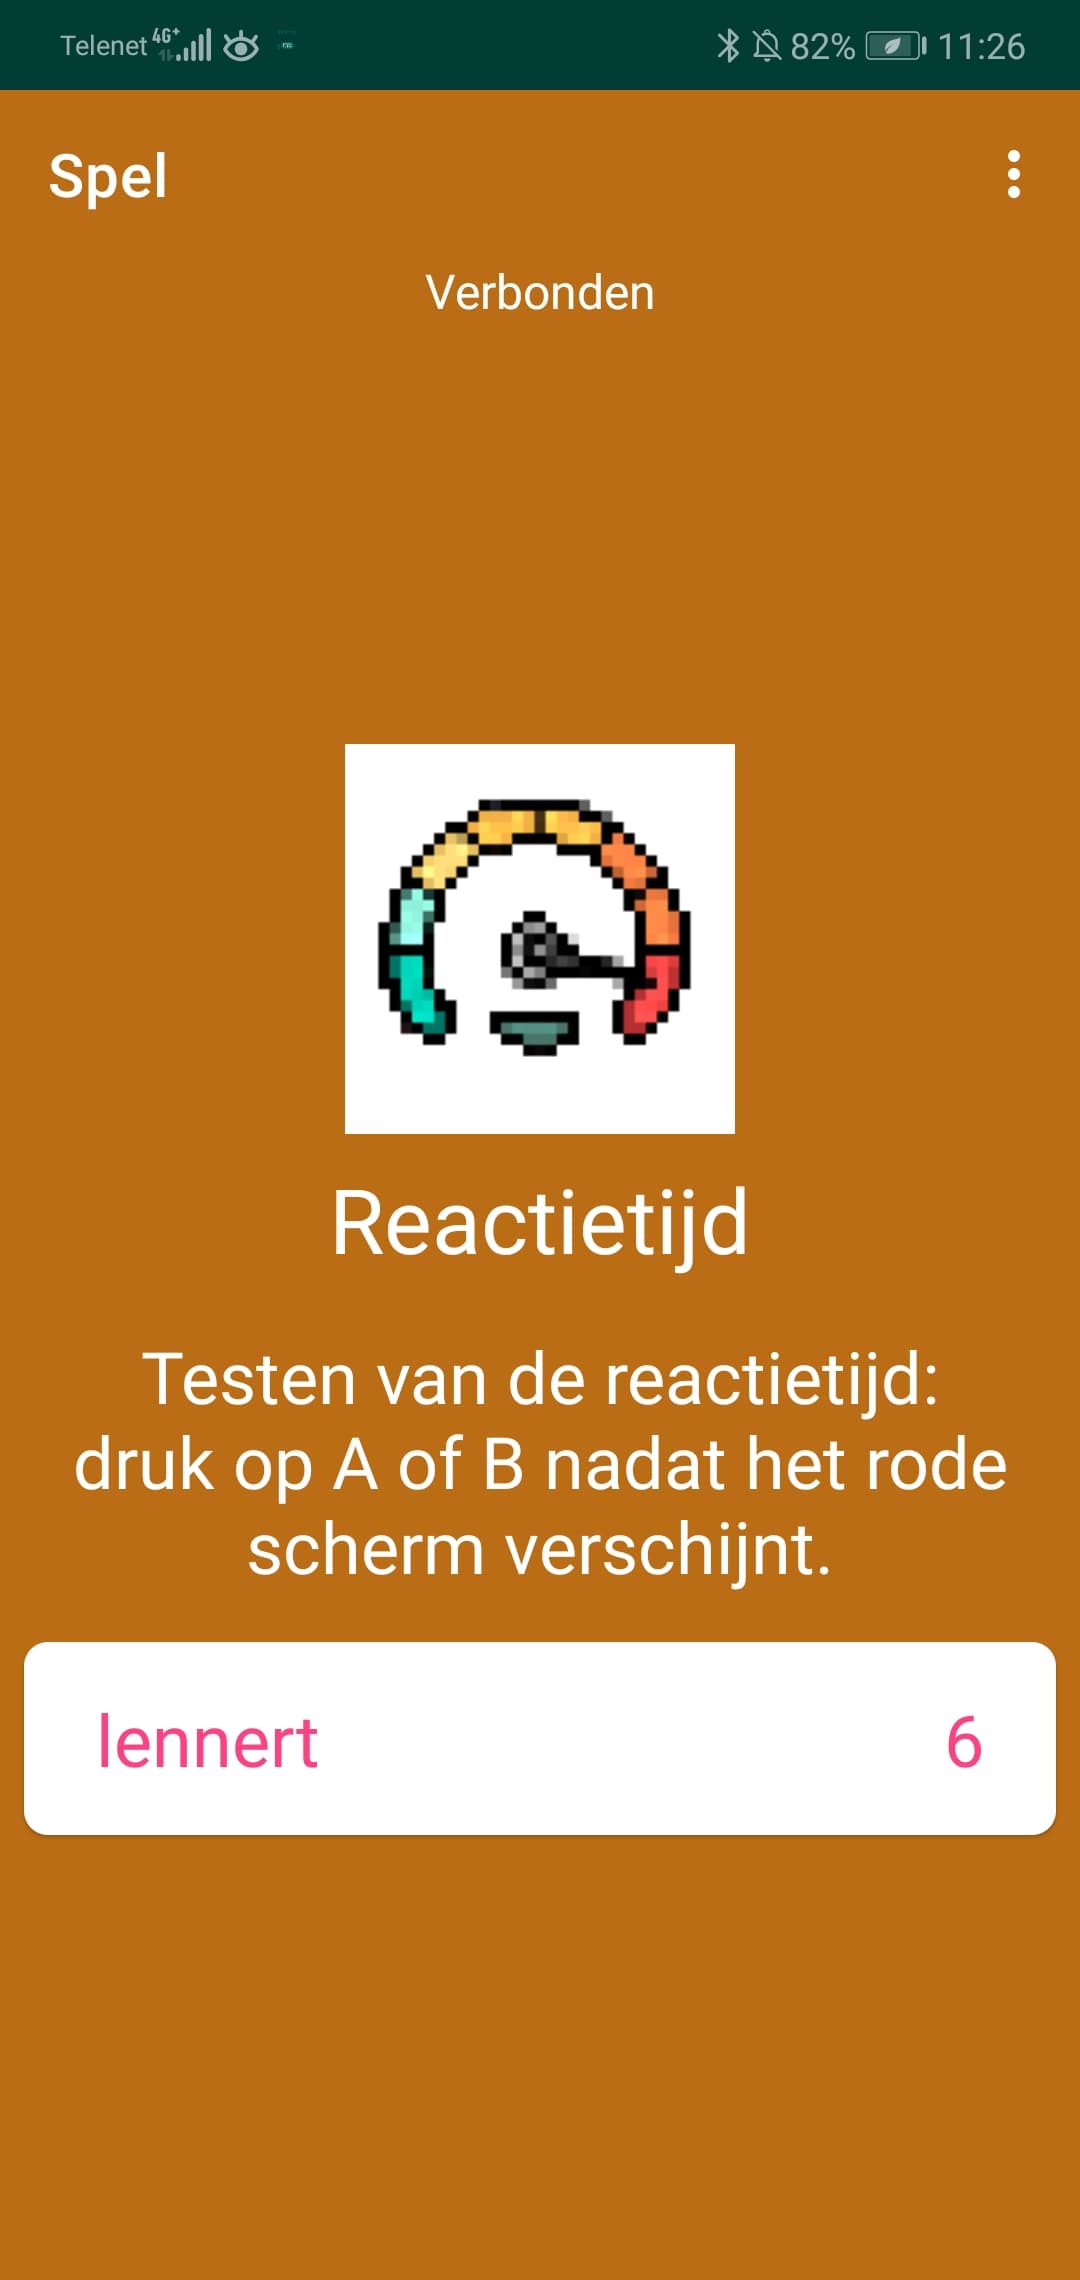 Telenet 4G+ 82% 11:26
Spel
Verbonden
Reactietijd
Testen van de reactietijd:
druk op A of B nadat het rode
scherm verschijnt.
lennert 6